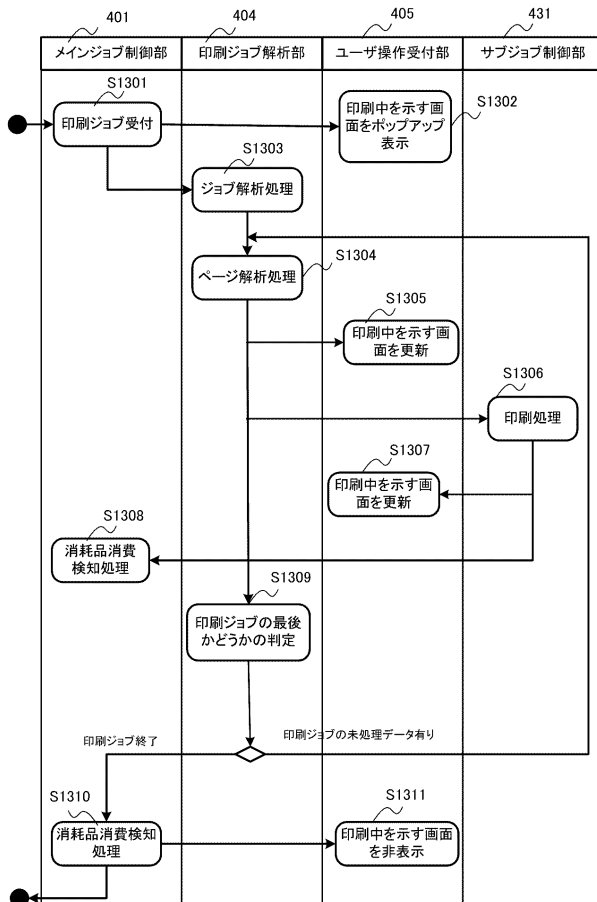 401
404
405
431
メインジョブ制御部
印刷ジョブ解析部
ユーザ操作受付部
サブジョブ制御部
S1301
印刷ジョブ受付
印刷中を示す画
面をポップアップ
表示
S1302
S1303
ジョブ解析処理
S1304
ページ解析処理
S1305
印刷中を示す画
面を更新
S1306
印刷処理
S1307
印刷中を示す画
面を更新
S1308
消耗品消費
検知処理
S1309
印刷ジョブの最後
かどうかの判定
印刷ジョブ終了
印刷ジョブの未処理データ有り
S1310
消耗品消費検知
処理
S1311
印刷中を示す画面
を非表示